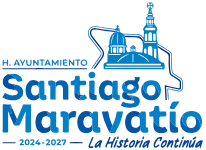 H. AYUNTAMIENTO
Santiago
Maravatío
2024-2027
La Historia Continúa